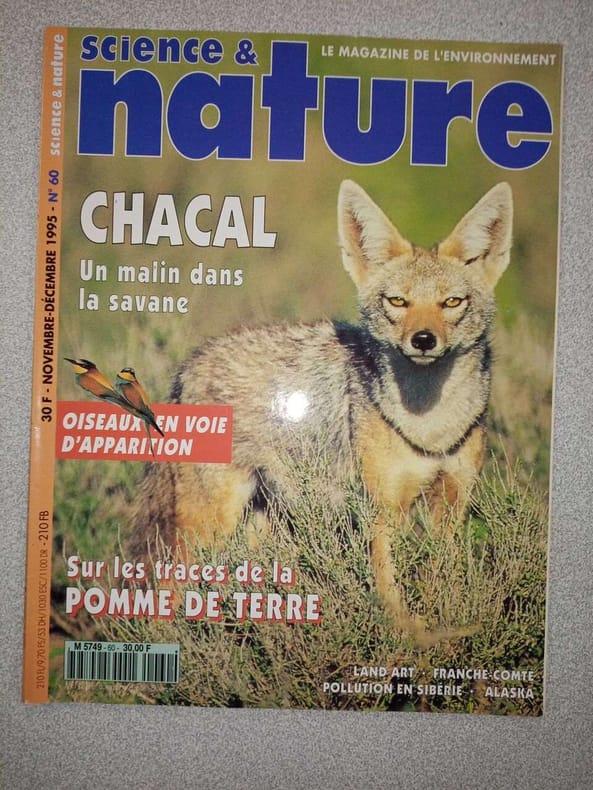 science &
nature
LE MAGAZINE DE L'ENVIRONNEMENT
CHACAL
Un malin dans
la savane
OISEAUX EN VOIE
D'APPARITION
Sur les traces de la
POMME DE TERRE
M 5749 - 60 - 30,00 F
LAND ART · FRANCHE-COMTE
POLLUTION EN SIBÉRIE · ALASKA
30 F - NOVEMBRE-DÉCEMBRE 1995 - N° 60 science & nature
- 210 FB